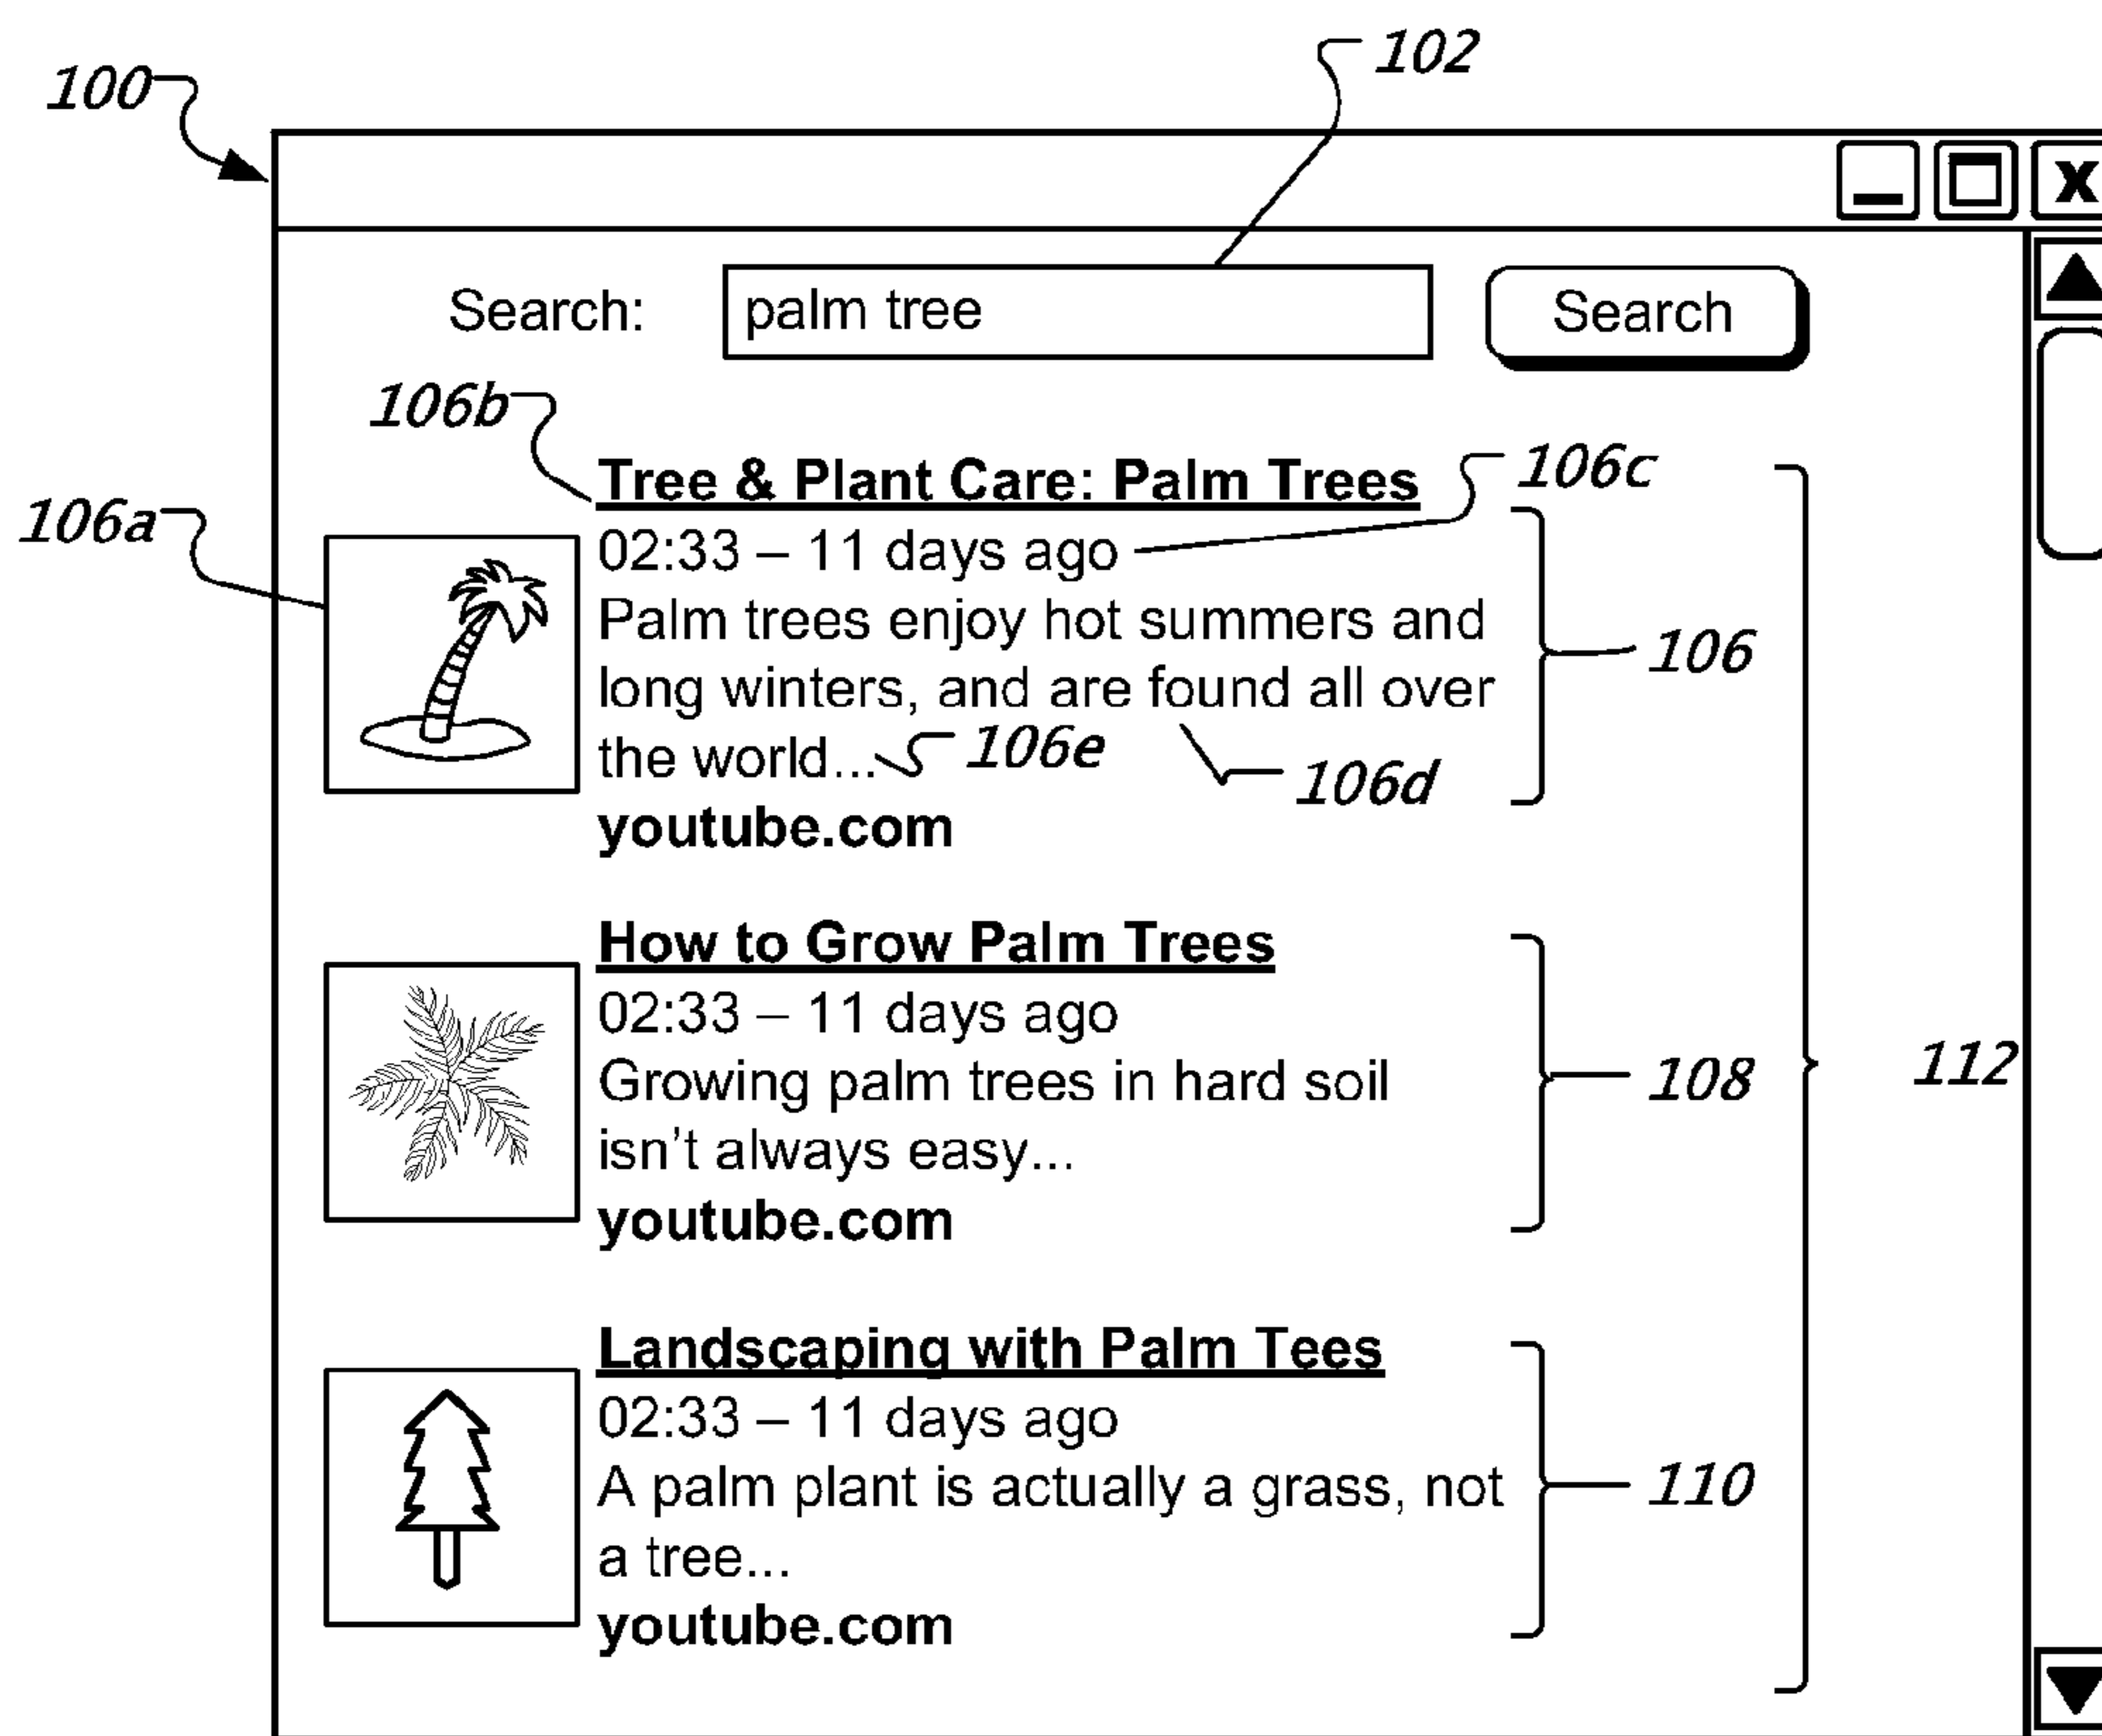 102
100
X
Search: palm tree Search
106b
Tree & Plant Care: Palm Trees
106c
106a
02:33 – 11 days ago
Palm trees enjoy hot summers and
106
long winters, and are found all over
the world...
106e
106d
youtube.com
How to Grow Palm Trees
02:33 – 11 days ago
112
Growing palm trees in hard soil
108
isn't always easy...
youtube.com
Landscaping with Palm Tees
02:33 – 11 days ago
A palm plant is actually a grass, not
110
a tree...
youtube.com